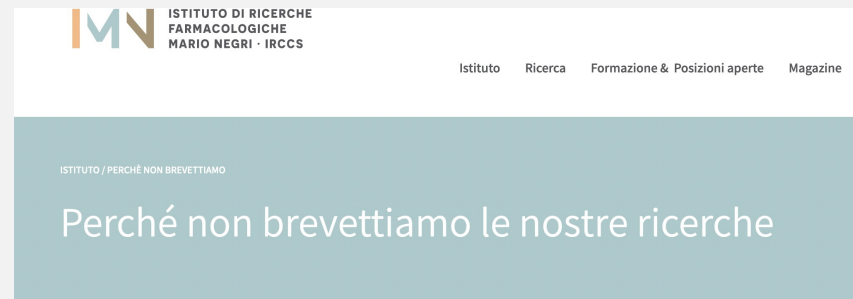 ISTITUTO DI RICERCHE
FARMACOLOGICHE
MARIO NEGRI · IRCCS
Istituto
Ricerca
Formazione & Posizioni aperte
Magazine
ISTITUTO / PERCHÉ NON BREVETTIAMO
Perché non brevettiamo le nostre ricerche